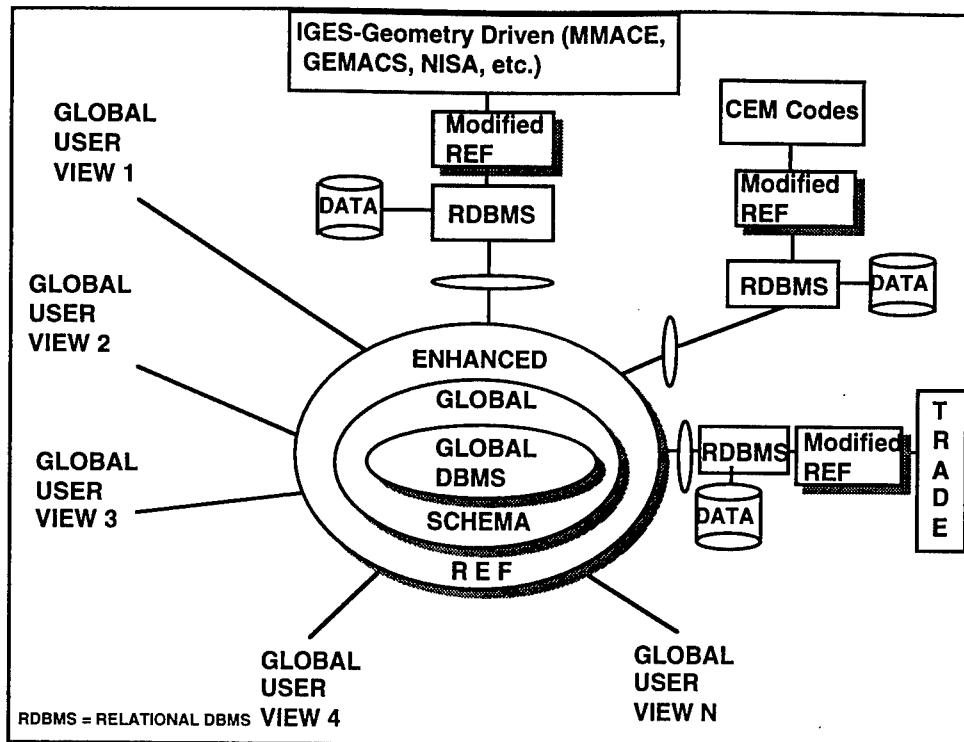 IGES-Geometry Driven (MMACE,
GEMACS, NISA, etc.)
Modified
REF
RDBMS
DATA
CEM Codes
Modified
REF
RDBMS
DATA
GLOBAL
USER
VIEW 1
GLOBAL
USER
VIEW 2
GLOBAL
USER
VIEW 3
ENHANCED
GLOBAL
GLOBAL
DBMS
SCHEMA
R E F
RDBMS
DATA
Modified
REF
T
R
A
D
E
GLOBAL
USER
VIEW 4
GLOBAL
USER
VIEW N
RDBMS = RELATIONAL DBMS